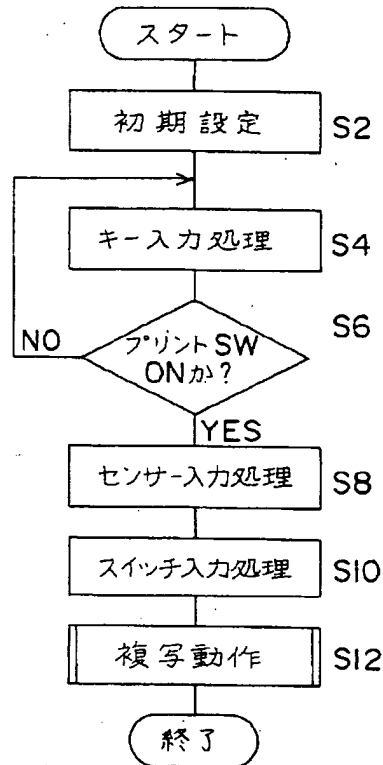 スタート
初期設定 S2
キー入力処理 S4
S6
NO
プリントSW
ONか?
YES
センサー入力処理 S8
スイッチ入力処理 S10
複写動作 S12
終了